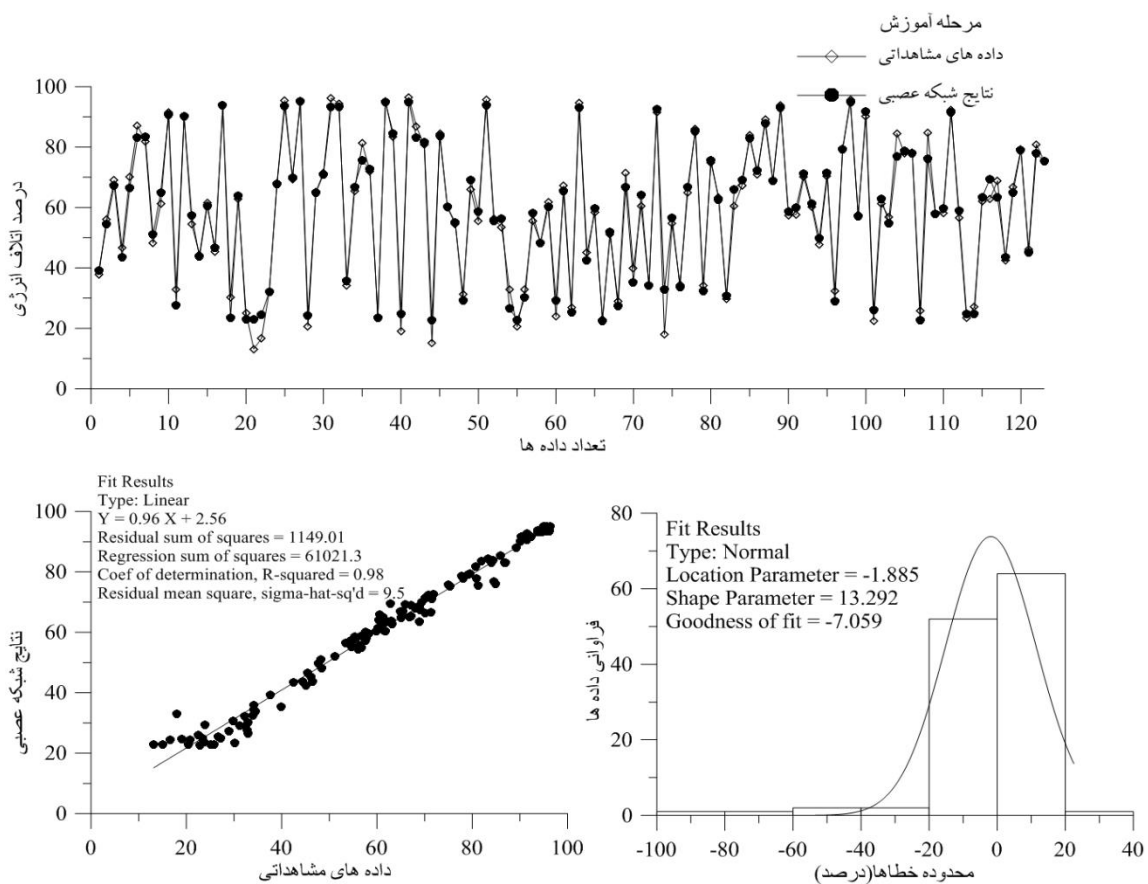 مرحله آموزش
داده های مشاهداتی
نتایج شبکه عصبی
درصد اتلاف انرژی
100
80
60
40
20
0
0 10 20 30 40 50 60 70 80 90 100 110 120
تعداد داده ها
Fit Results
Type: Linear
Y = 0.96 X + 2.56
Residual sum of squares = 1149.01
Regression sum of squares = 61021.3
Coef of determination, R-squared = 0.98
Residual mean square, sigma-hat-sq'd = 9.5
نتایج شبکه عصبی
100
80
60
40
20
0
0 20 40 60 80 100
داده های مشاهداتی
Fit Results
Type: Normal
Location Parameter = -1.885
Shape Parameter = 13.292
Goodness of fit = -7.059
فراوانی داده ها
80
60
40
20
0
-100 -80 -60 -40 -20 0 20 40
محدوده خطاها(درصد)